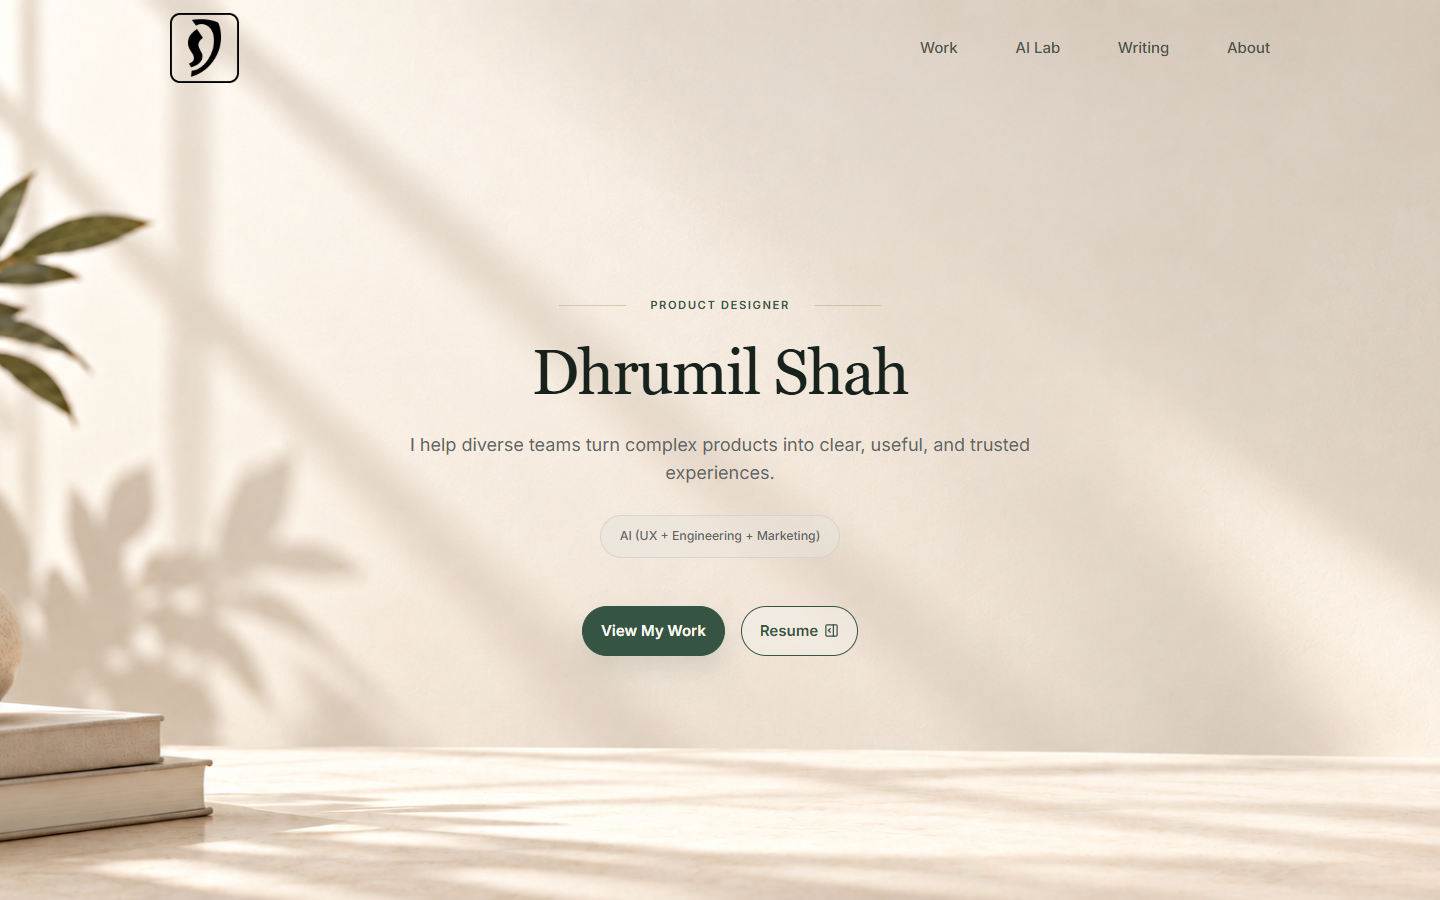 Work
AI Lab
Writing
About
PRODUCT DESIGNER
Dhrumil Shah
I help diverse teams turn complex products into clear, useful, and trusted
experiences.
AI (UX + Engineering + Marketing)
View My Work
Resume